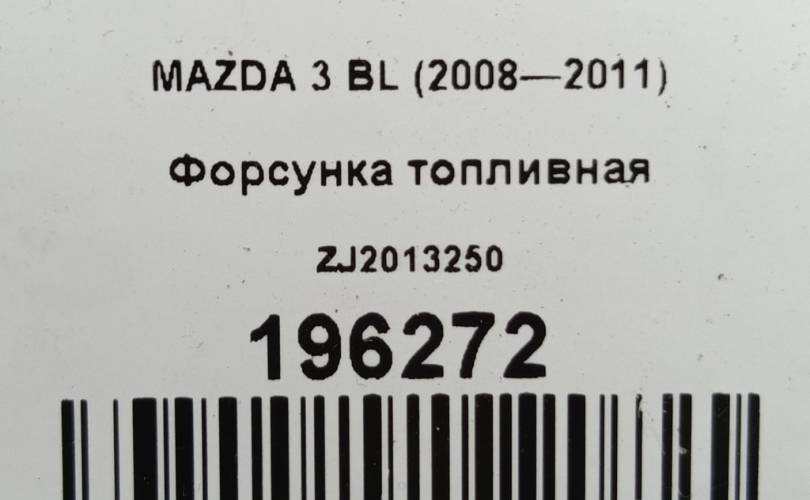 MAZDA 3 BL (2008—2011)
Форсунка топливная
ZJ2013250
196272